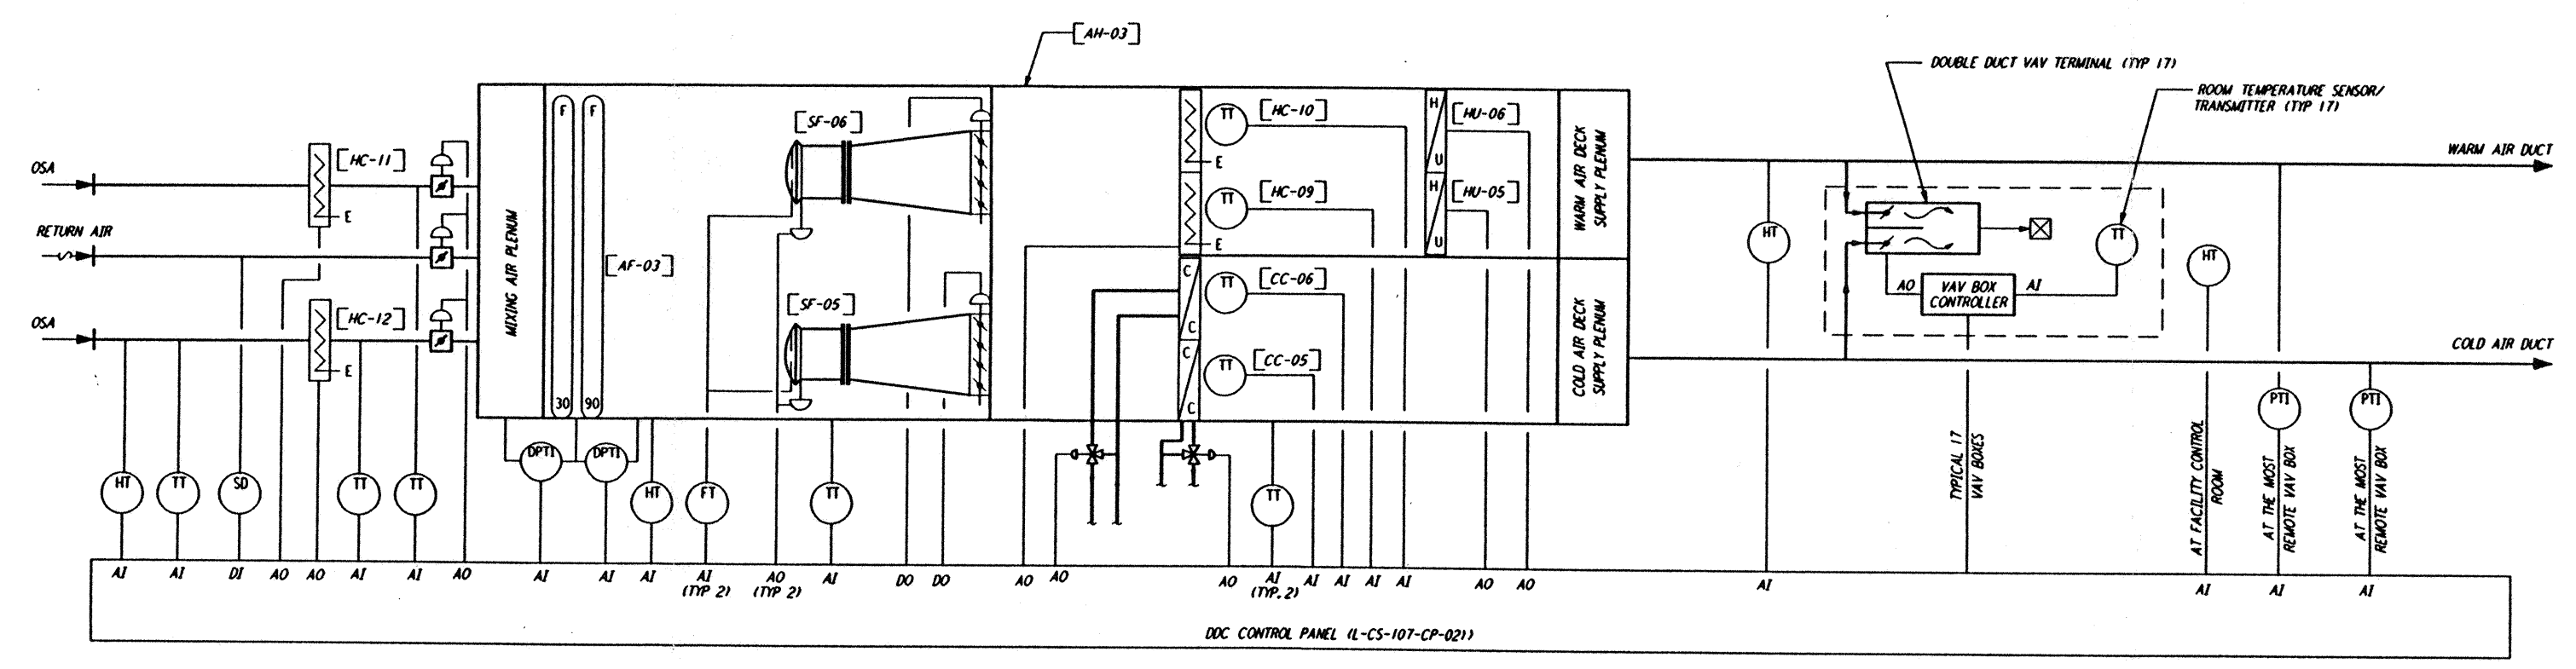 [AH-03]
DOUBLE DUCT VAV TERMINAL (TYP 17)
ROOM TEMPERATURE SENSOR/
TRANSMITTER (TYP 17)
OSA
[HC-11]
E
RETURN AIR
OSA
[HC-12]
E
MIXING AIR PLENUM
F
F
30
90
[AF-03]
[SF-06]
[SF-05]
TT
[HC-10]
E
TT
[HC-09]
E
H
U
[HU-06]
H
U
[HU-05]
C
C
TT
[CC-06]
C
C
TT
[CC-05]
WARM AIR DECK
SUPPLY PLENUM
COLD AIR DECK
SUPPLY PLENUM
WARM AIR DUCT
HT
TT
AO
VAV BOX
CONTROLLER
AI
HT
COLD AIR DUCT
PTI
PTI
HT
TT
SD
TT
TT
DPTI
DPTI
HT
FT
TT
TT
TYPICAL 17
VAV BOXES
AT FACILITY CONTROL
ROOM
AT THE MOST
REMOTE VAV BOX
AT THE MOST
REMOTE VAV BOX
AI
AI
DI
AO
AO
AI
AI
AO
AI
AI
AI
AI
(TYP 2)
AO
(TYP 2)
AI
DO
DO
AO
AO
AO
AI
(TYP.2)
AI
AI
AI
AI
AO
AO
AI
AI
AI
AI
DDC CONTROL PANEL (L-CS-107-CP-021)